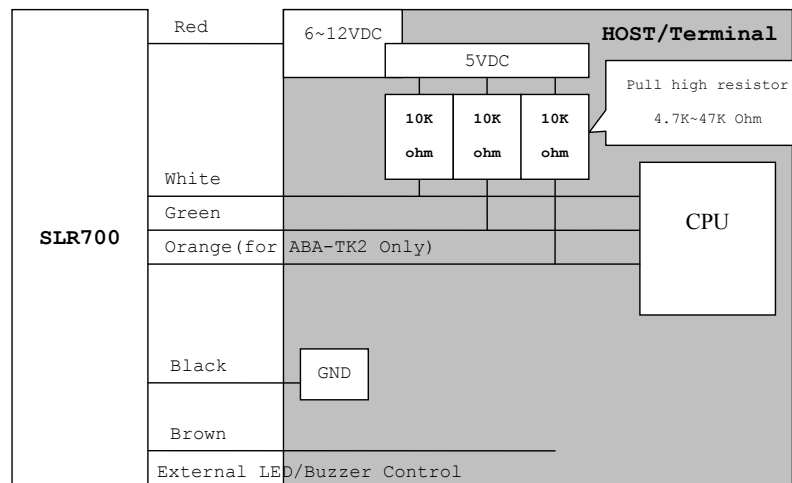 Red
6~12VDC
HOST/Terminal
5VDC
Pull high resistor
4.7K~47K Ohm
10K
ohm
10K
ohm
10K
ohm
White
Green
SLR700
Orange(for ABA-TK2 Only)
CPU
Black
GND
Brown
External LED/Buzzer Control